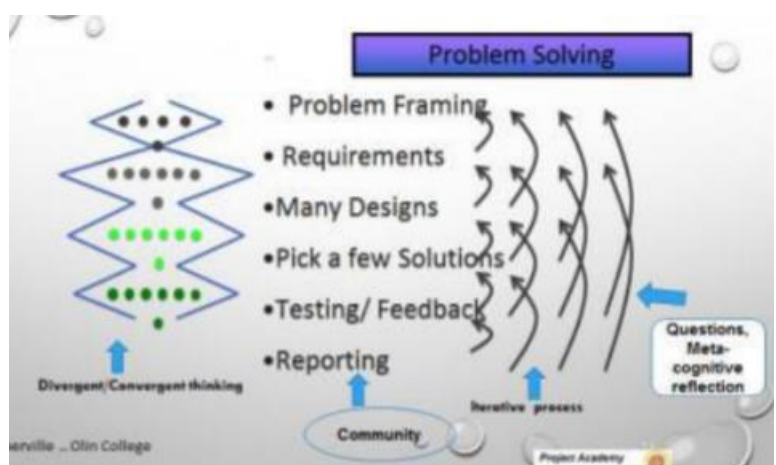 Problem Solving
• Problem Framing
• Requirements
•Many Designs
•Pick a few Solutions
•Testing/ Feedback
•Reporting
Divergent/Convergent thinking
Community
Iterative process
Questions,
Meta-
cognitive
reflection
Olin College
Project Academy